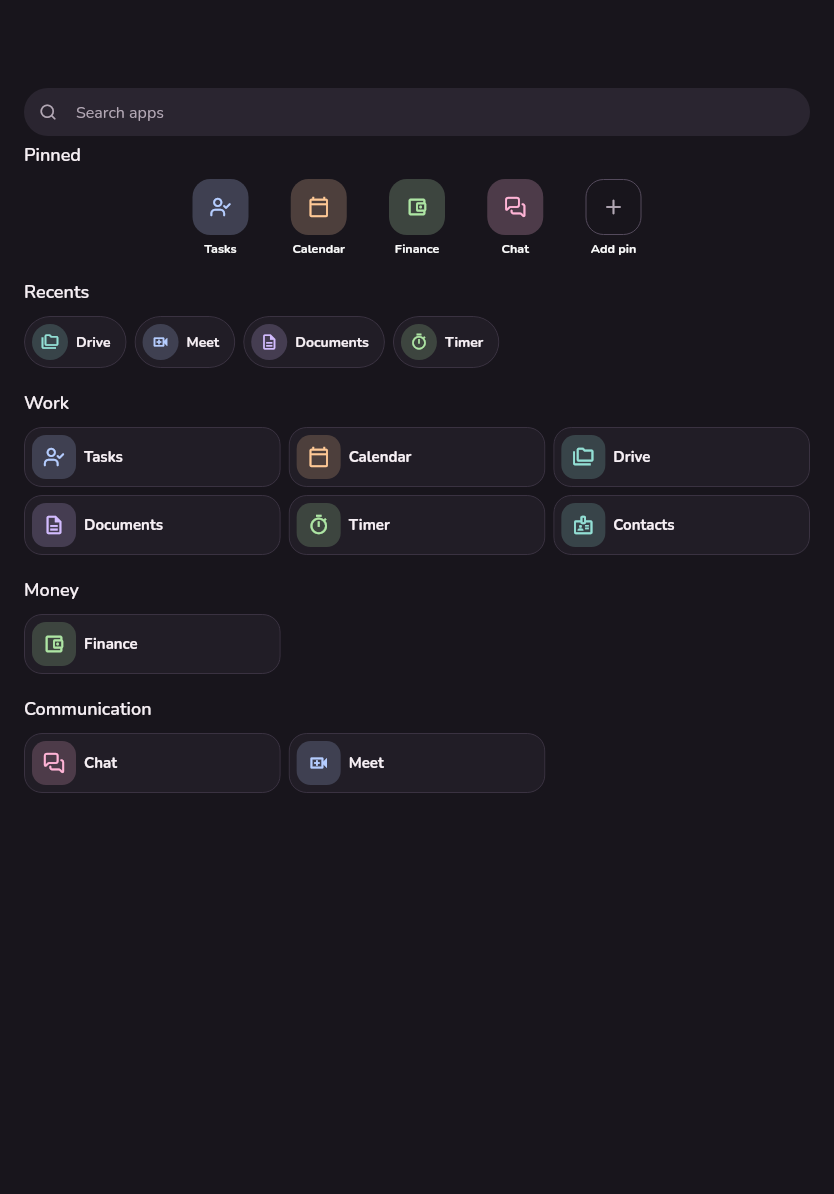 Search apps
Pinned
Tasks
Calendar
Finance
Chat
Add pin
Recents
Drive
Meet
Documents
Timer
Work
Tasks
Calendar
Drive
Documents
Timer
Contacts
Money
Finance
Communication
Chat
Meet